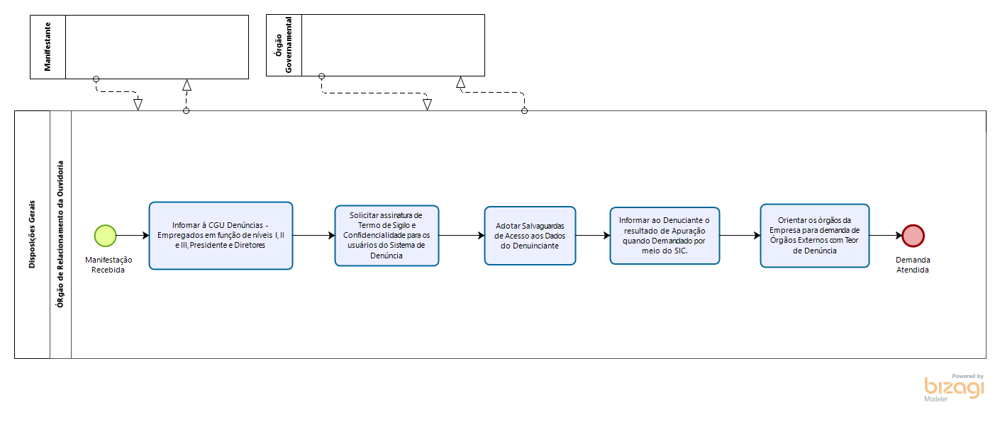 Manifestante
Órgão
Governamental
Disposições Gerais
ÓRgão de Relacionamento da Ouvidoria
Manifestação
Recebida
Infomar à CGU Denúncias -
Empregados em função de níveis I, II
e III, Presidente e Diretores
Solicitar assinatura de
Termo de Sigilo e
Confidencialidade para os
usuários do Sistema de
Denúncia
Adotar Salvaguardas
de Acesso aos Dados
do Denuinciante
Informar ao Denuciante o
resultado de Apuração
quando Demandado por
meio do SIC.
Orientar os òrgãos da
Empresa para demanda de
Órgãos Externos com Teor
de Denúncia
Demanda
Atendida
Powered by
bizagi
Modeler